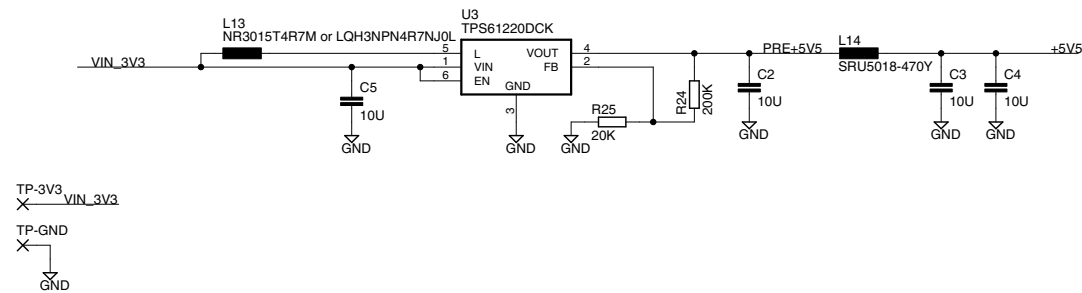 U3
TPS61220DCK
L13
NR3015T4R7M or LQH3NPN4R7NJ0L
VIN_3V3
5 L
1 VIN
6 EN
VOUT 4
FB 2
GND
3
GND
C5
10U
GND
R25
20K
GND
R24
200K
C2
10U
GND
PRE+5V5
L14
SRU5018-470Y
C3
10U
GND
C4
10U
GND
+5V5
TP-3V3
VIN_3V3
TP-GND
GND